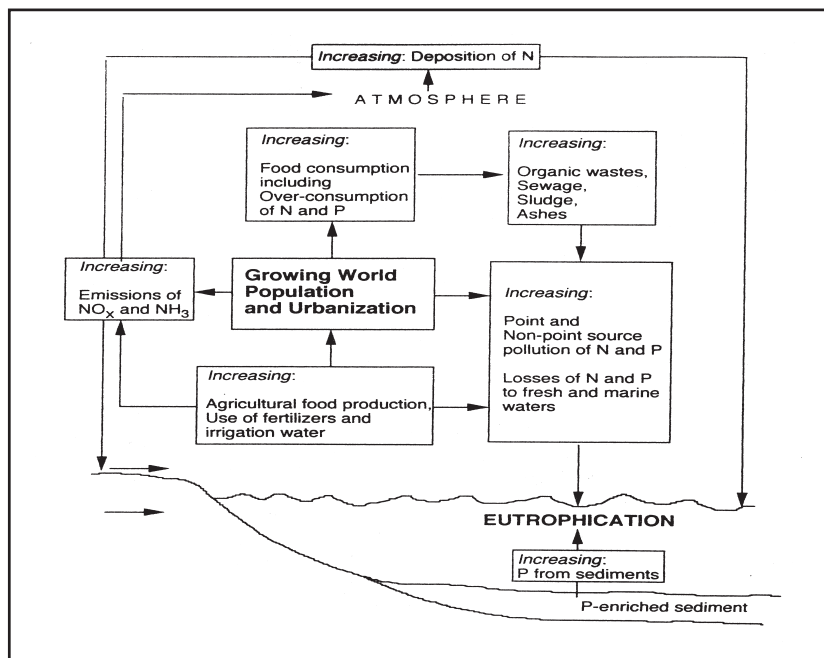 Increasing: Deposition of N
ATMOSPHERE
Increasing:
Food consumption
including
Over-consumption
of N and P
Increasing:
Organic wastes,
Sewage,
Sludge,
Ashes
Increasing:
Emissions of
NOx and NH3
Growing World
Population
and Urbanization
Increasing:
Point and
Non-point source
pollution of N and P
Losses of N and P
to fresh and marine
waters
Increasing:
Agricultural food production,
Use of fertilizers and
irrigation water
EUTROPHICATION
Increasing:
P from sediments
P-enriched sediment